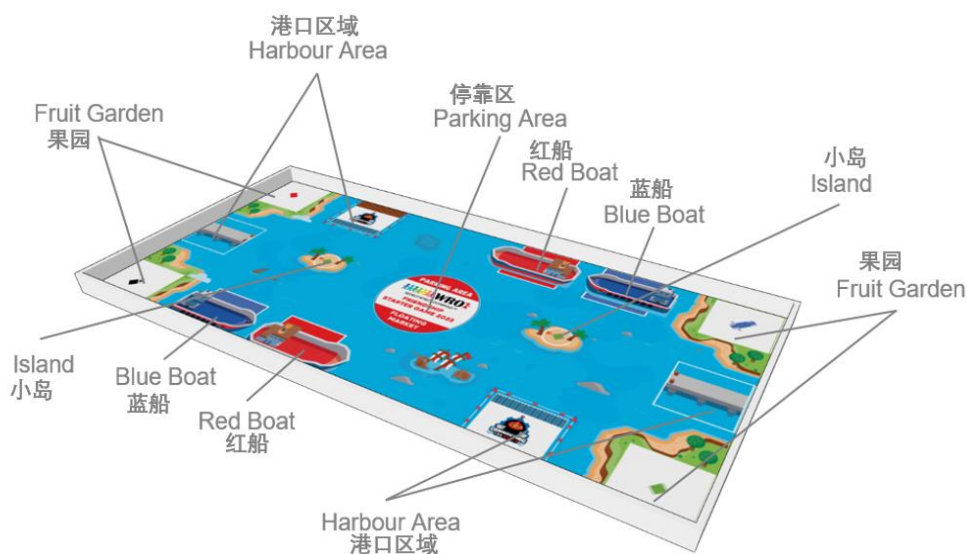 港口区域
Harbour Area
Fruit Garden
果园
停靠区
Parking Area
红船
Red Boat
蓝船
Blue Boat
小岛
Island
果园
Fruit Garden
PARKING AREA
WRO
FRIENDSHIP
STARTER GAME 2023
FLOATING
MARKET
Island
小岛
Blue Boat
蓝船
Red Boat
红船
Harbour Area
港口区域